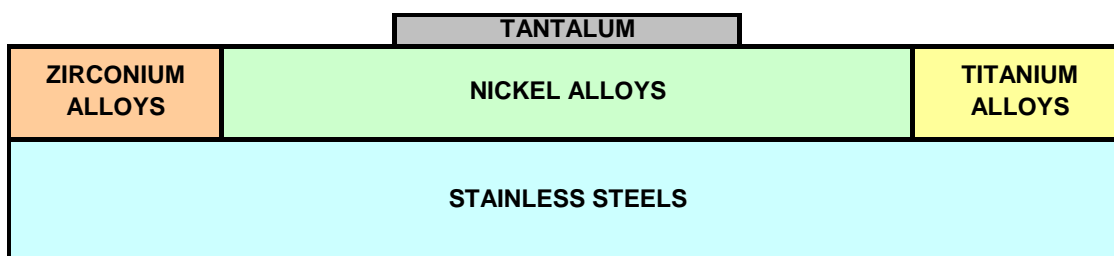 TANTALUM
ZIRCONIUM
ALLOYS
NICKEL ALLOYS
TITANIUM
ALLOYS
STAINLESS STEELS